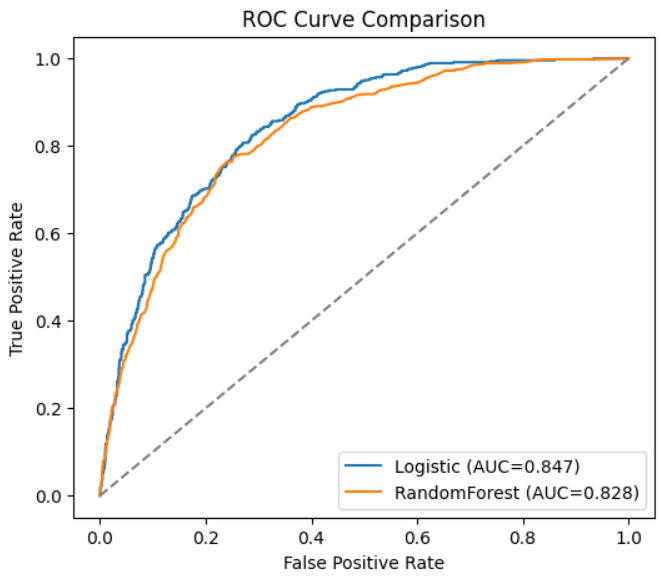 ROC Curve Comparison
True Positive Rate
1.0
0.8
0.6
0.4
0.2
0.0
Logistic (AUC=0.847)
RandomForest (AUC=0.828)
0.0 0.2 0.4 0.6 0.8 1.0
False Positive Rate